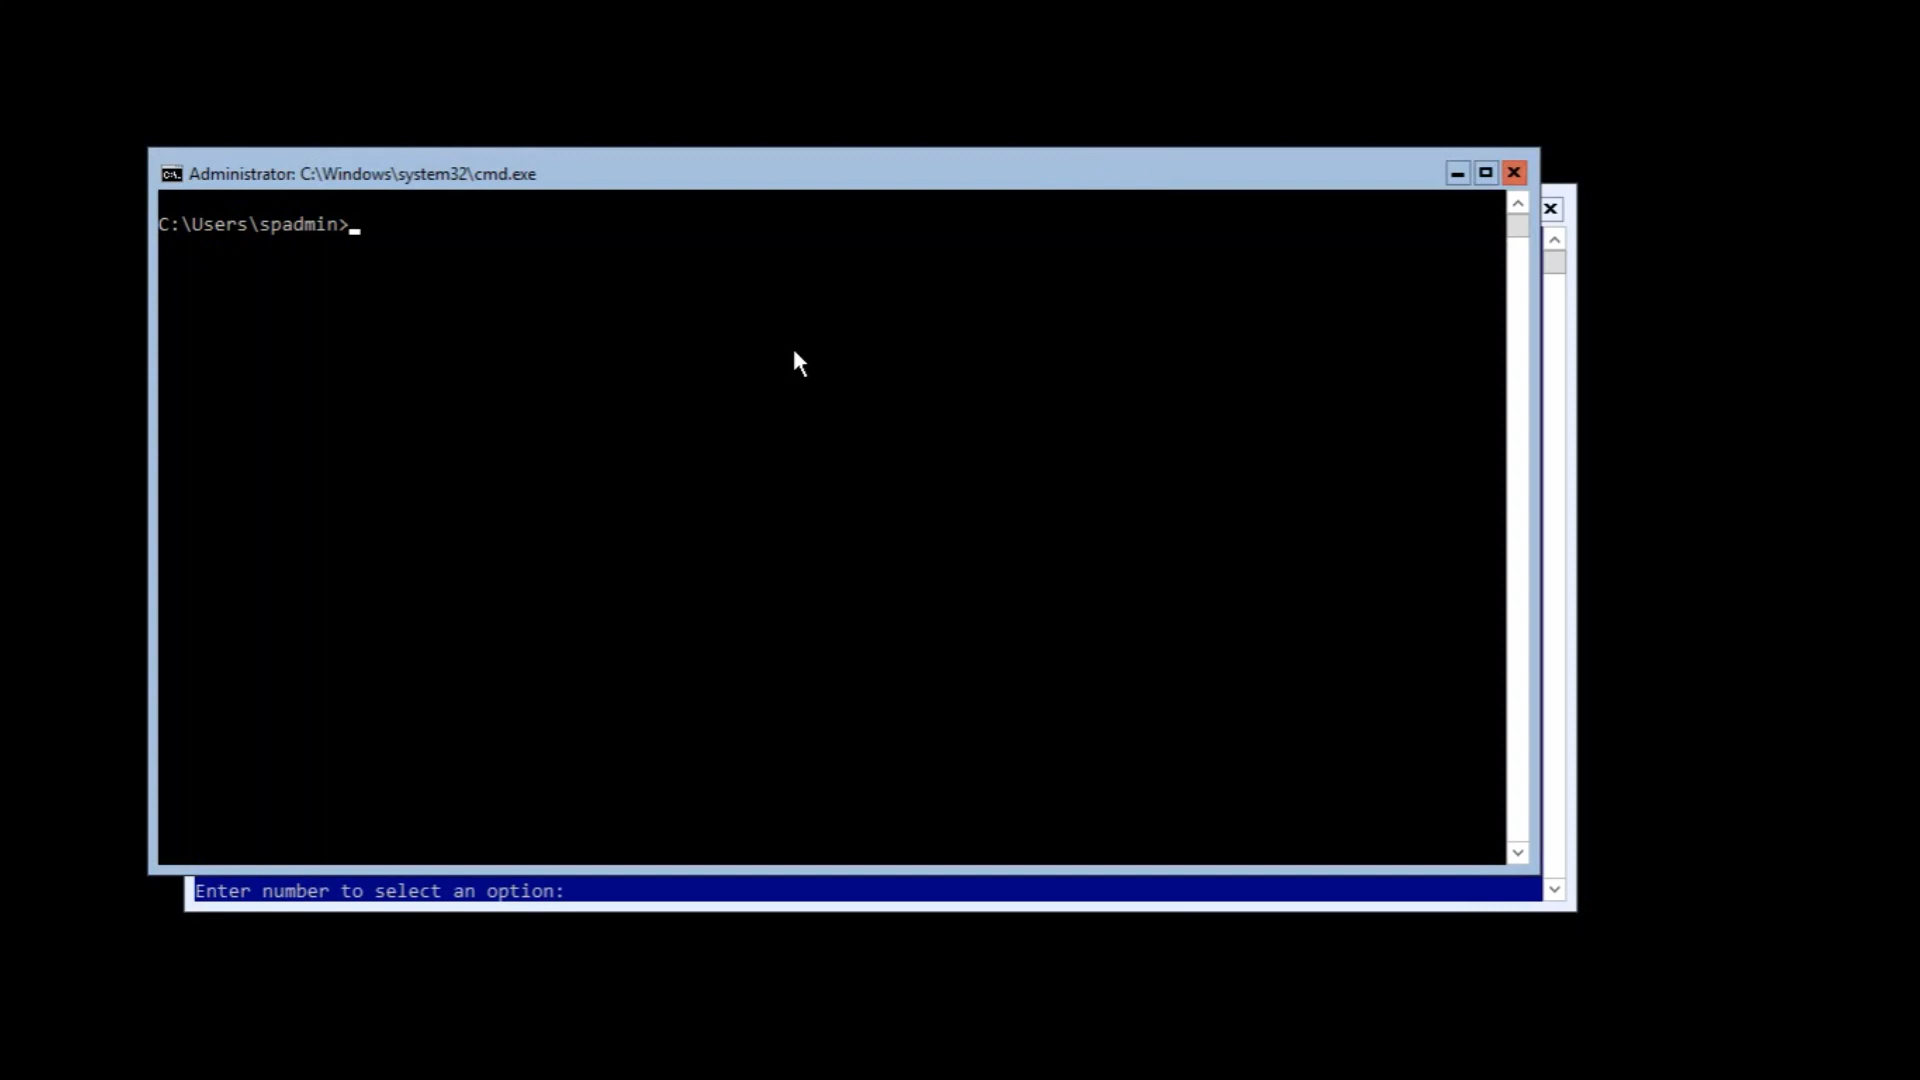 Administrator: C:\Windows\system32\cmd.exe
C:\Users\spadmin>
Enter number to select an option: